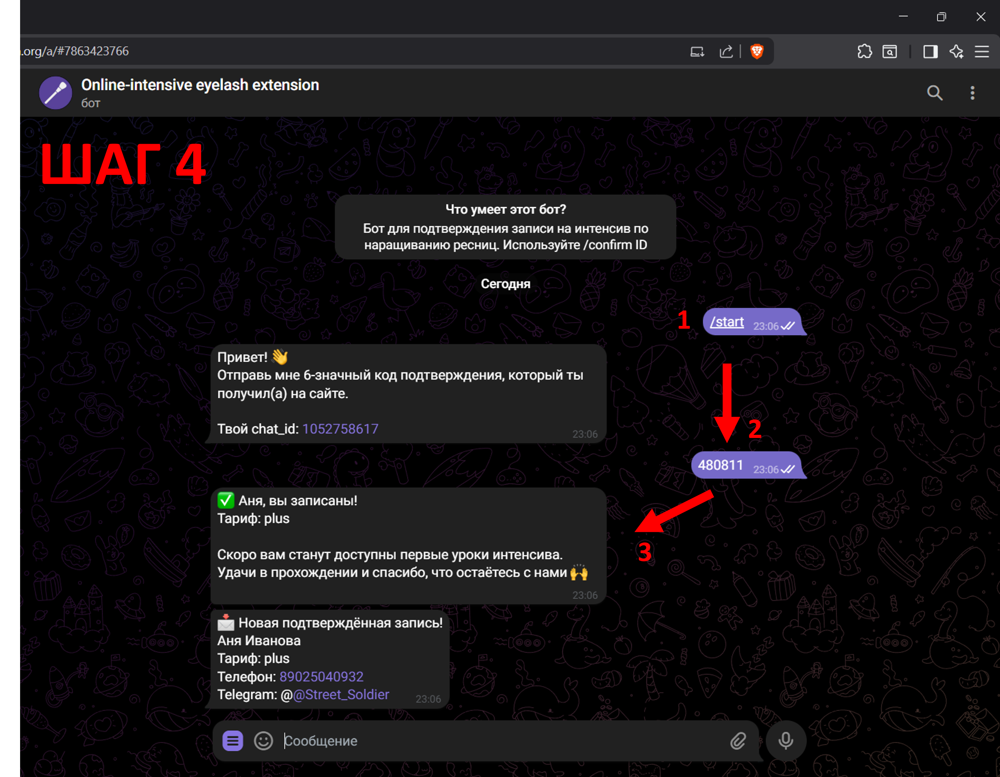 .org/a/#7863423766
Online-intensive eyelash extension
бот
ШАГ 4
Что умеет этот бот?
Бот для подтверждения записи на интенсив по
наращиванию ресниц. Используйте /confirm ID
Сегодня
1
/start 23:06
Привет! 👋
Отправь мне 6-значный код подтверждения, который ты
получил(а) на сайте.
Твой chat_id: 1052758617
23:06
2
480811 23:06
✅ Аня, вы записаны!
Тариф: plus
3
Скоро вам станут доступны первые уроки интенсива.
Удачи в прохождении и спасибо, что остаётесь с нами 🙌
23:06
📩 Новая подтверждённая запись!
Аня Иванова
Тариф: plus
Телефон: 89025040932
Telegram: @@Street_Soldier 23:06
Сообщение